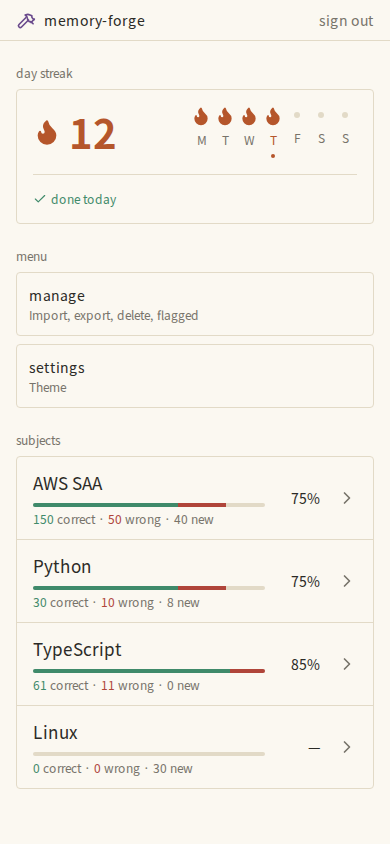 memory-forge
sign out
day streak
12
M T W T F S S
✓ done today
menu
manage
Import, export, delete, flagged
settings
Theme
subjects
AWS SAA
75%
150 correct · 50 wrong · 40 new
Python
75%
30 correct · 10 wrong · 8 new
TypeScript
85%
61 correct · 11 wrong · 0 new
Linux
—
0 correct · 0 wrong · 30 new